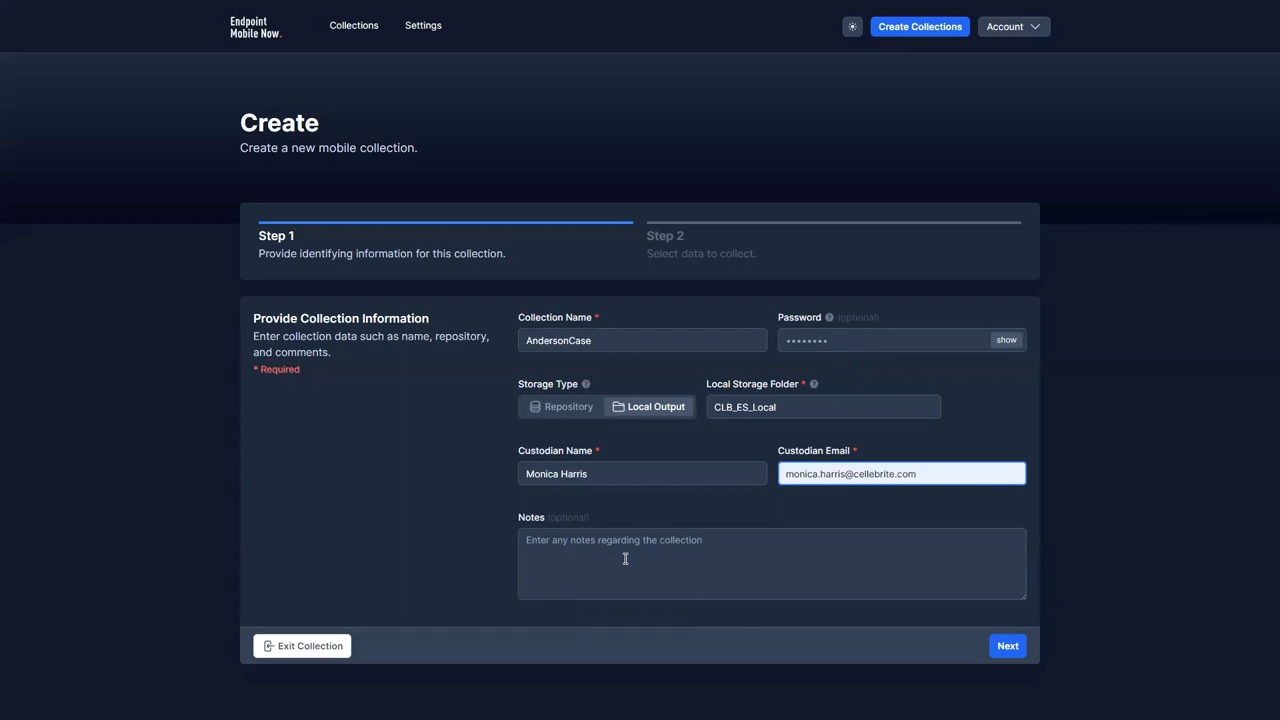 Endpoint
Mobile Now.
Collections
Settings
Create Collections
Account
Create
Create a new mobile collection.
Step 1
Provide identifying information for this collection.
Step 2
Select data to collect.
Provide Collection Information
Enter collection data such as name, repository,
and comments.
* Required
Collection Name *
Password ? (optional)
AndersonCase
••••••••
show
Storage Type ?
Local Storage Folder * ?
Repository
Local Output
CLB_ES_Local
Custodian Name *
Custodian Email *
Monica Harris
monica.harris@cellebrite.com
Notes (optional)
Enter any notes regarding the collection
Exit Collection
Next